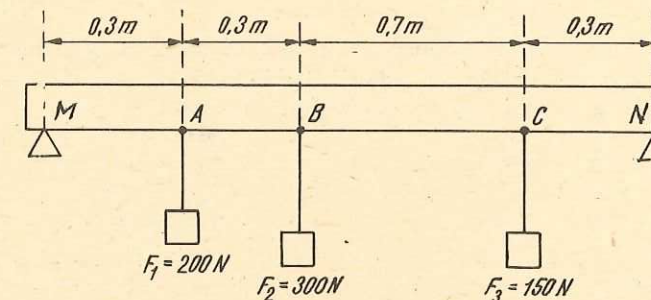 0,3m 0,3m 0,7m 0,3m
M A B C N
F₁ = 200N
F₂ = 300N
F₃ = 150N